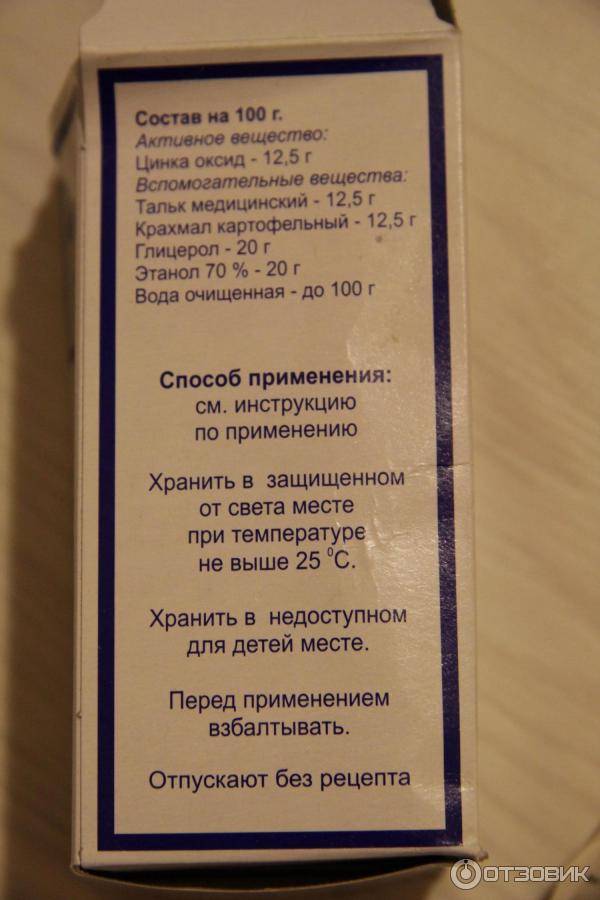 Состав на 100 г.
Активное вещество:
Цинка оксид - 12,5 г
Вспомогательные вещества:
Тальк медицинский - 12,5 г
Крахмал картофельный - 12,5 г
Глицерол - 20 г
Этанол 70 % - 20 г
Вода очищенная - до 100 г
Способ применения:
см. инструкцию
по применению
Хранить в защищенном
от света месте
при температуре
не выше 25 °С.
Хранить в недоступном
для детей месте.
Перед применением
взбалтывать.
Отпускают без рецепта
ОТЗОВИК